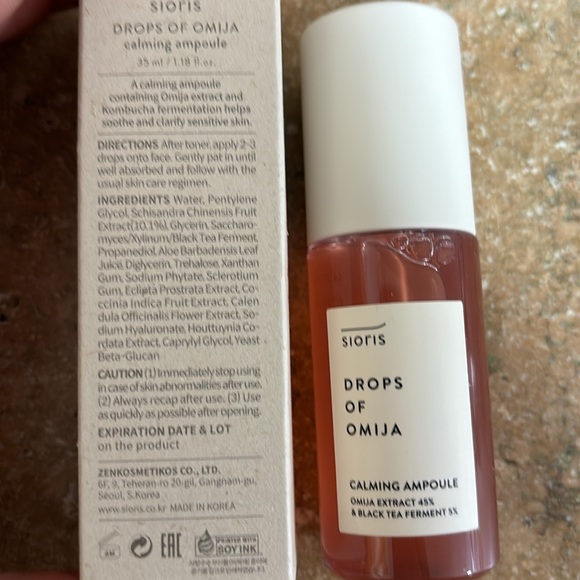 sioris
DROPS OF OMIJA
calming ampoule
35 ml / 1.18 fl.oz.
A calming ampoule
containing Omija extract and
Kombucha fermentation helps
soothe and clarify sensitive skin.
DIRECTIONS After toner, apply 2-3
drops onto face. Gently pat in until
well absorbed and follow with the
usual skin care regimen.
INGREDIENTS Water, Pentylene
Glycol, Schisandra Chinensis Fruit
Extract(10.1%), Glycerin, Saccharo-
myces/Xylinum/Black Tea Ferment,
Propanediol, Aloe Barbadensis Leaf
Juice, Diglycerin, Trehalose, Xanthan
Gum, Sodium Phytate, Sclerotium
Gum, Eclipta Prostrata Extract, Co-
ccinia Indica Fruit Extract, Calen
dula Officinalis Flower Extract, So-
dium Hyaluronate, Houttuynia Co-
rdata Extract, Caprylyl Glycol, Yeast
Beta-Glucan
CAUTION (1) Immediately stop using
in case of skin abnormalities after use.
(2) Always recap after use. (3) Use
as quickly as possible after opening.
EXPIRATION DATE & LOT
on the product
ZENKOSMETIKOS CO., LTD.
6F, 9, Teheran-ro 20-gil, Gangnam-gu,
Seoul, S.Korea
www.sioris.co.kr MADE IN KOREA
EAC
PRINTED WITH
SOY INK
sioris
DROPS
OF
OMIJA
CALMING AMPOULE
OMIJA EXTRACT 45%
& BLACK TEA FERMENT 5%